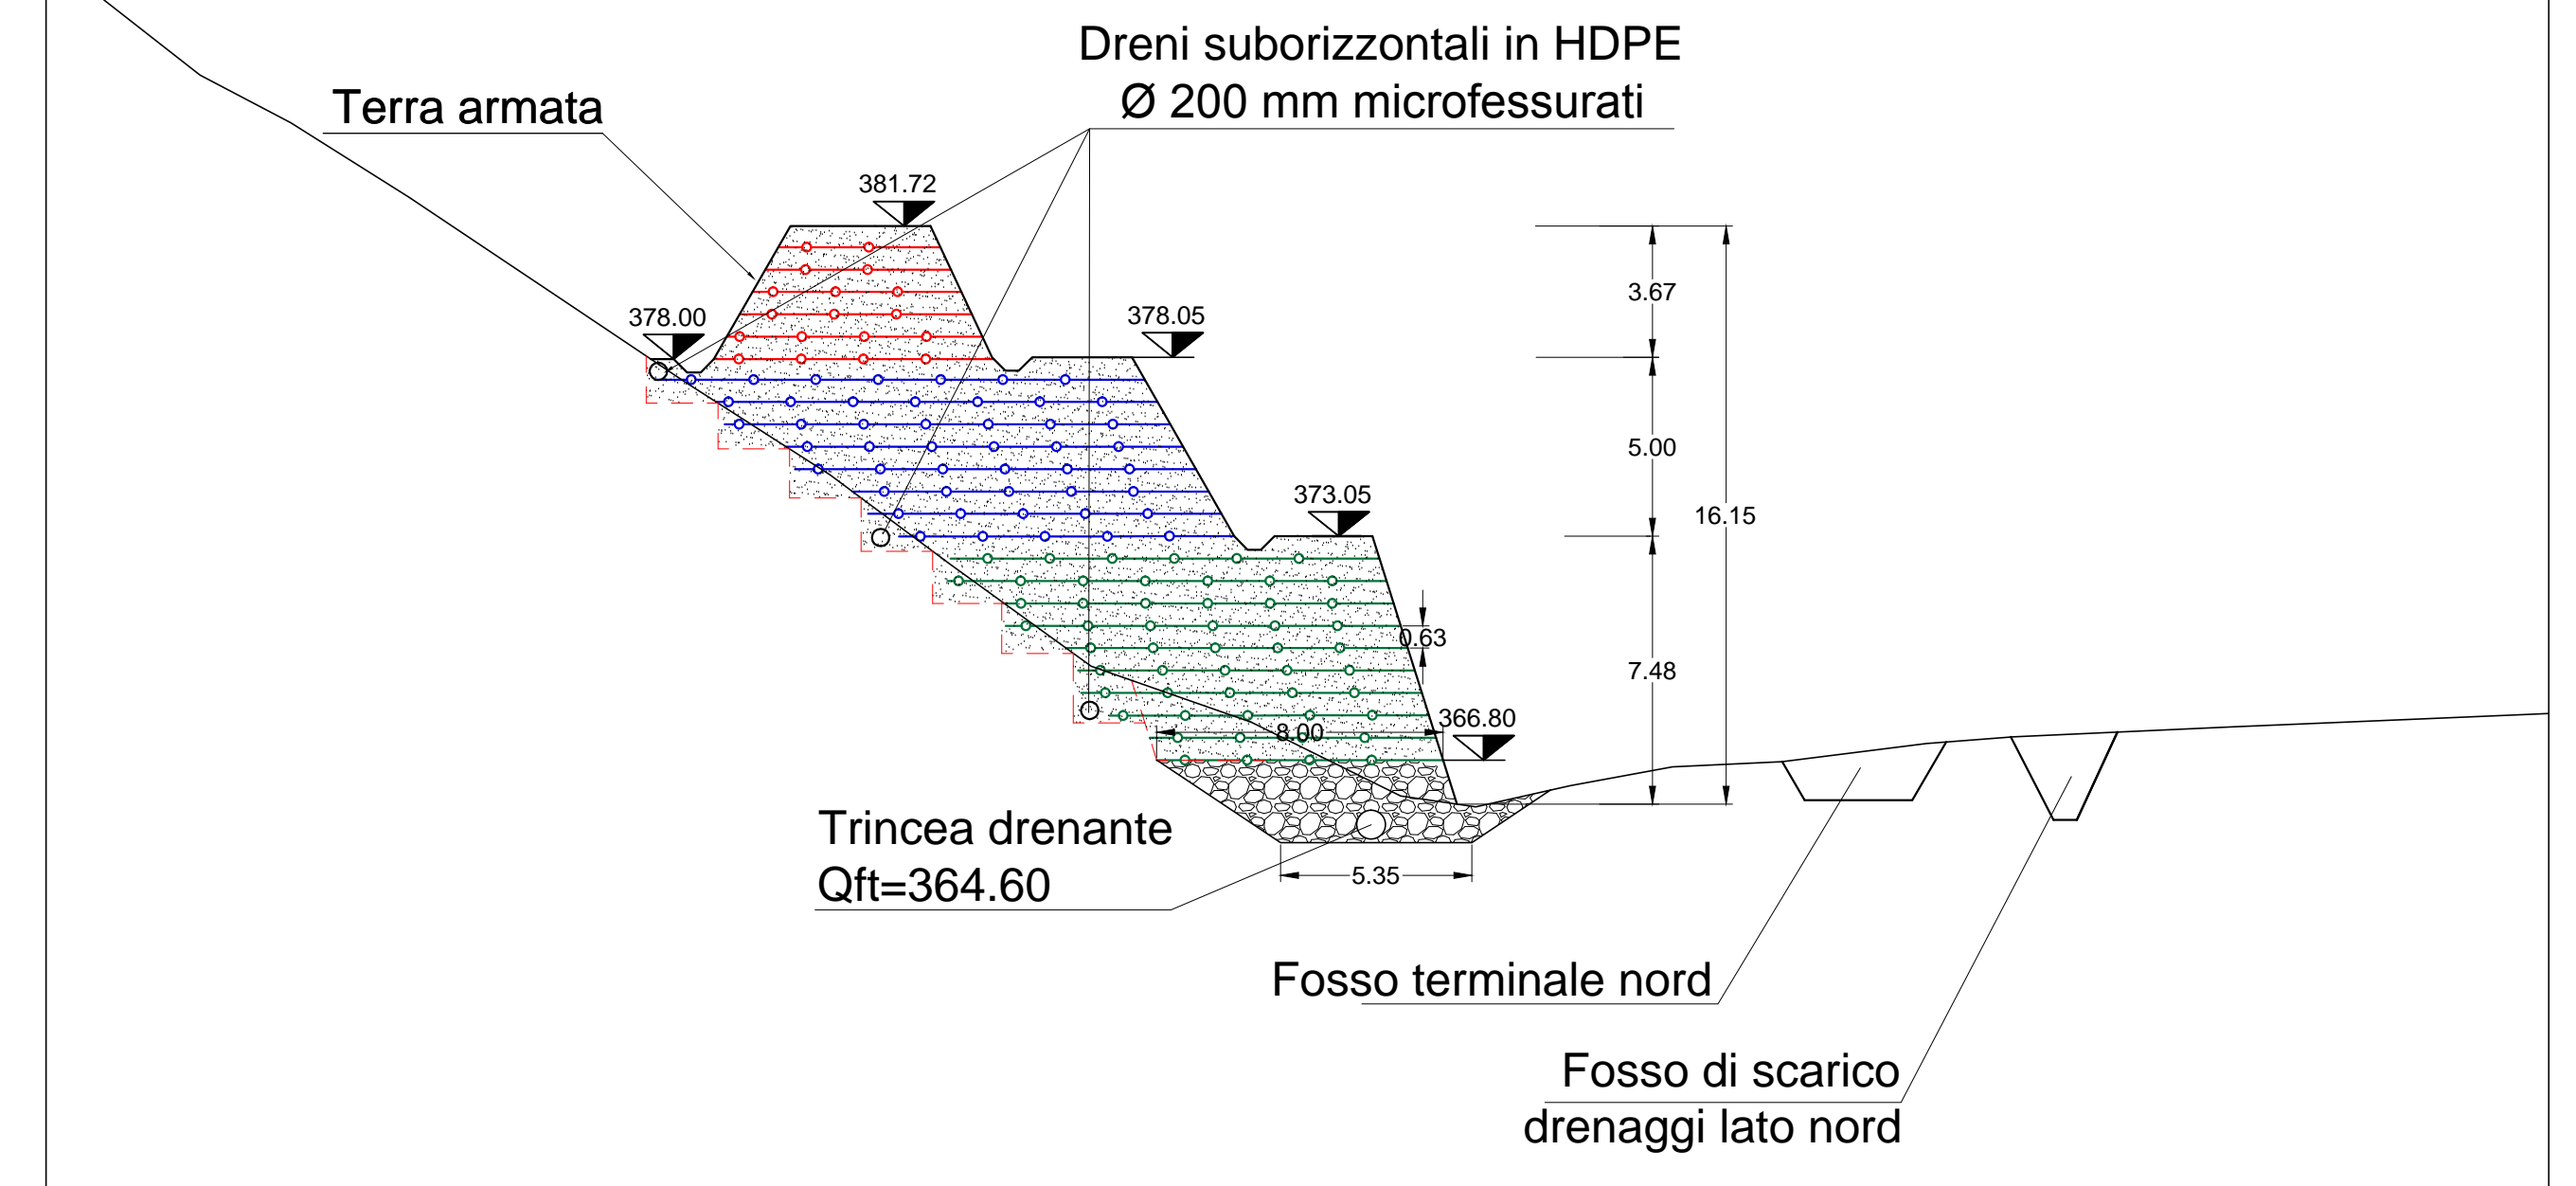 Dreni suborizzontali in HDPE
Ø 200 mm microfessurati
Terra armata
381.72
378.00
378.05
3.67
373.05
5.00
16.15
0.63
7.48
366.80
8.00
Trincea drenante
Qft=364.60
5.35
Fosso terminale nord
Fosso di scarico
drenaggi lato nord